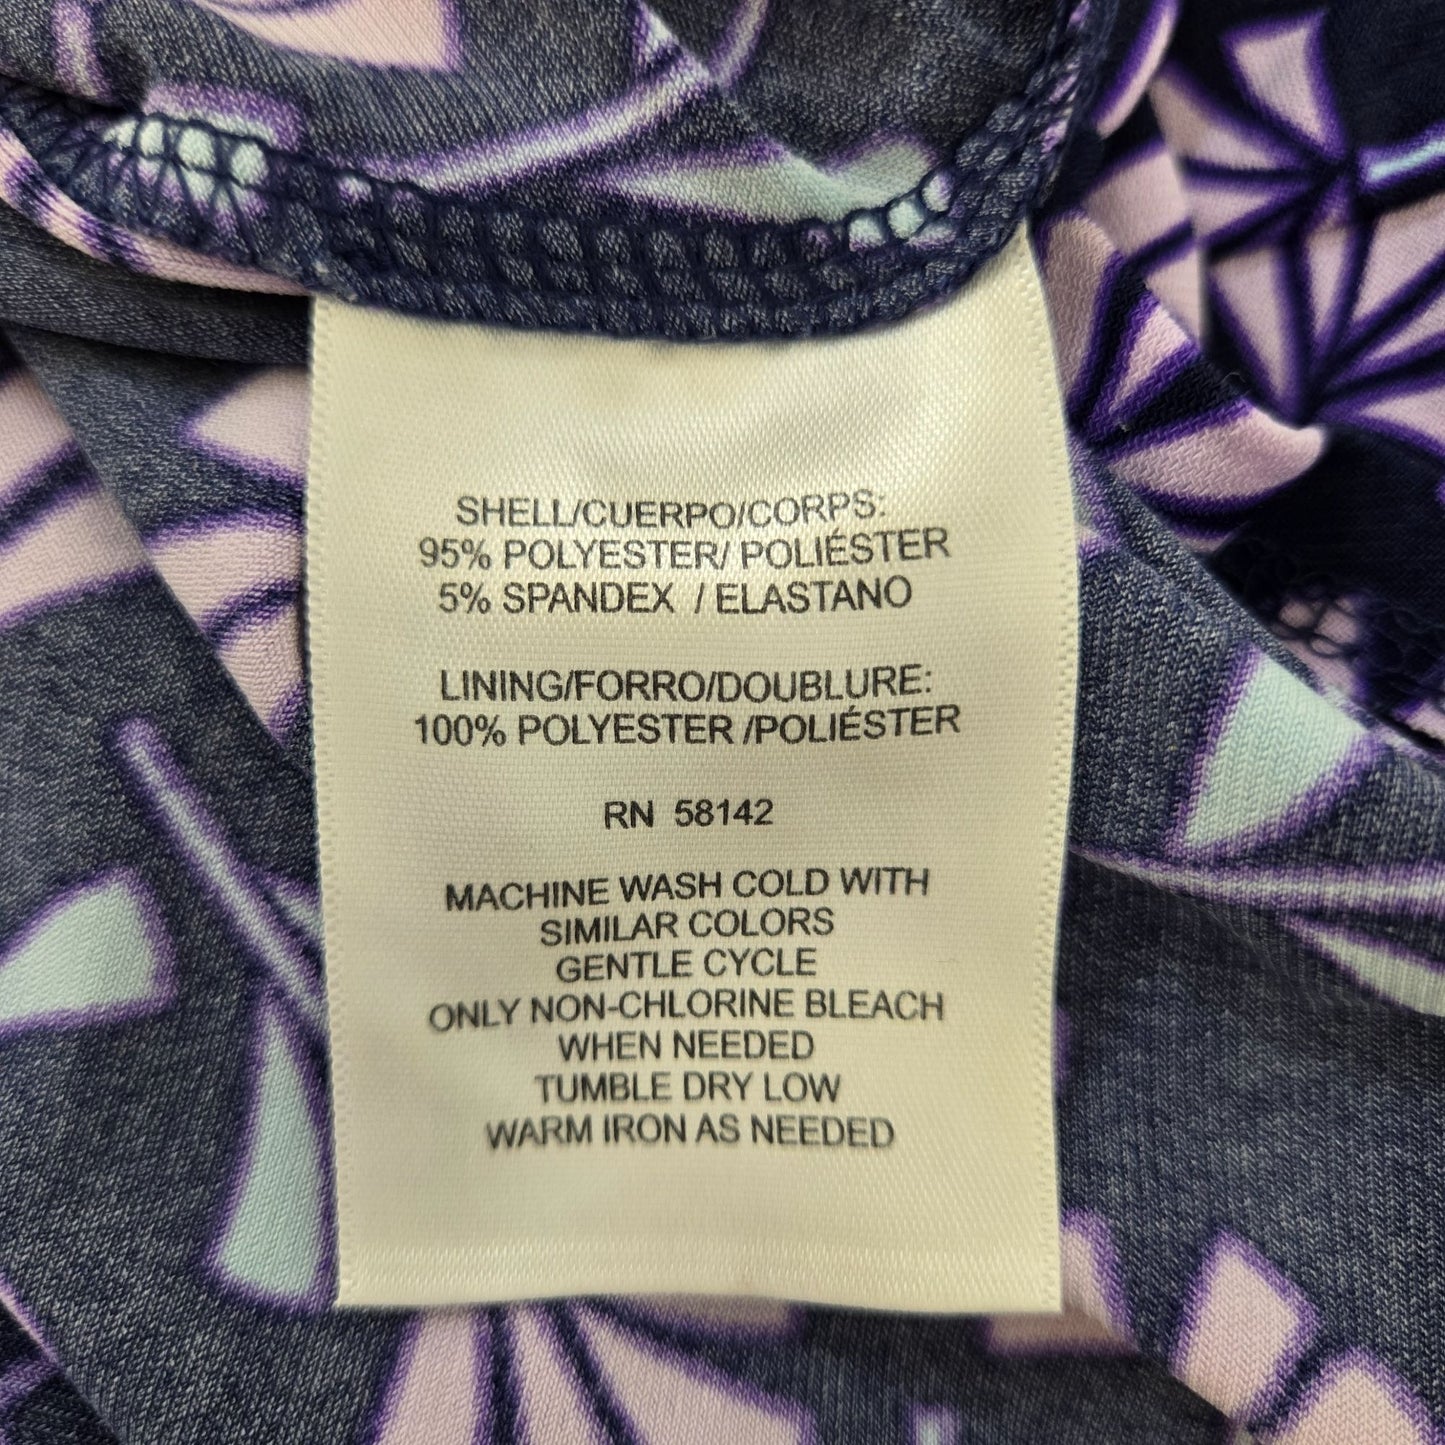 SHELL/CUERPO/CORPS:
95% POLYESTER/ POLIÉSTER
5% SPANDEX / ELASTANO
LINING/FORRO/DOUBLURE:
100% POLYESTER /POLIÉSTER
RN 58142
MACHINE WASH COLD WITH
SIMILAR COLORS
GENTLE CYCLE
ONLY NON-CHLORINE BLEACH
WHEN NEEDED
TUMBLE DRY LOW
WARM IRON AS NEEDED